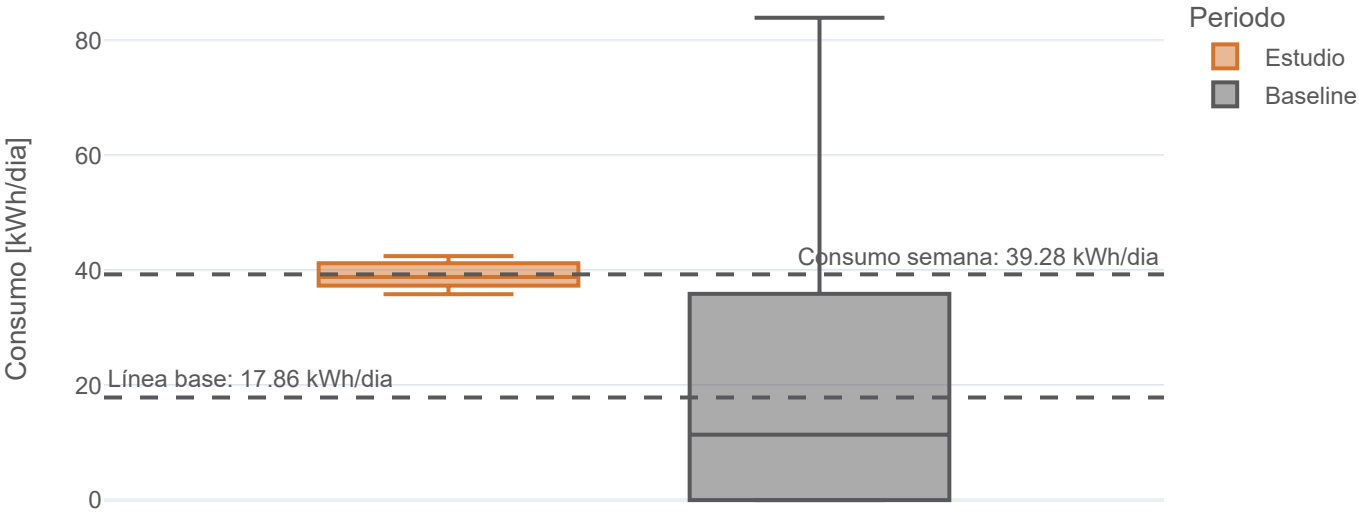 Periodo
Estudio
Baseline
Consumo [kWh/dia]
80
60
40
20
0
Consumo semana: 39.28 kWh/dia
Línea base: 17.86 kWh/dia